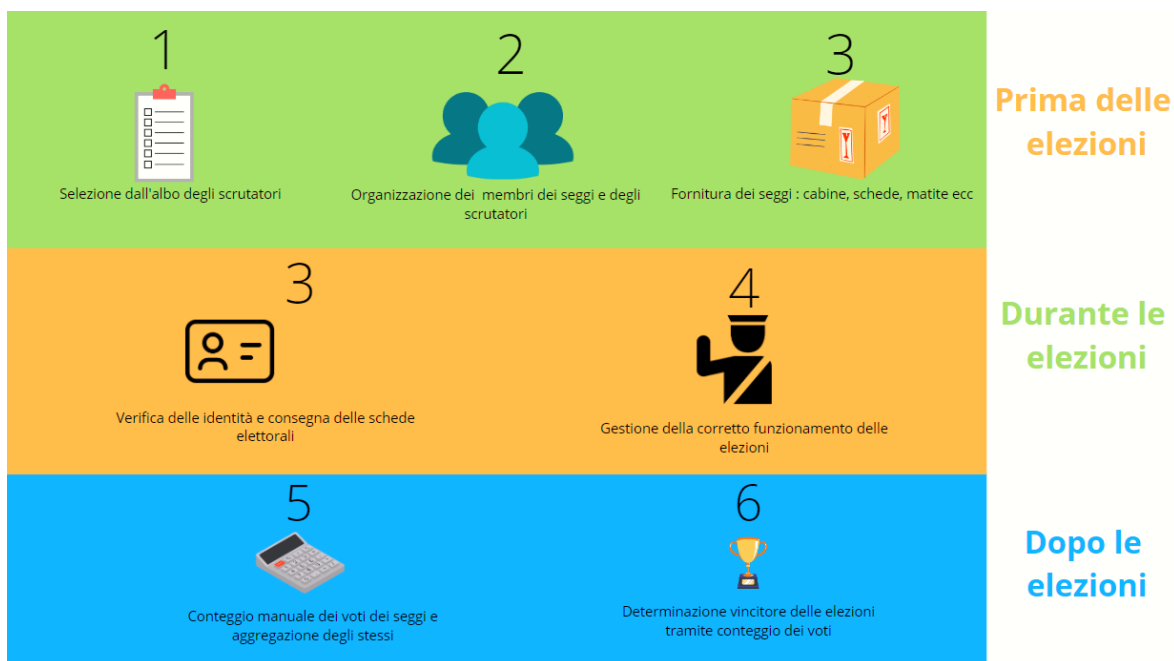 1
2
3
Selezione dall'albo degli scrutatori
Organizzazione dei membri dei seggi e degli
scrutatori
Fornitura dei seggi : cabine, schede, matite ecc
Prima delle
elezioni
3
4
Verifica delle identità e consegna delle schede
elettorali
Gestione della corretto funzionamento delle
elezioni
Durante le
elezioni
5
6
Conteggio manuale dei voti dei seggi e
aggregazione degli stessi
Determinazione vincitore delle elezioni
tramite conteggio dei voti
Dopo le
elezioni